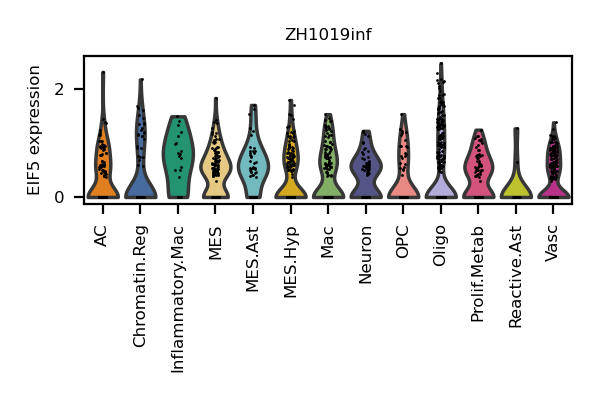 ZH1019inf
EIF5 expression
2
0
AC
Chromatin.Reg
Inflammatory.Mac
MES
MES.Ast
MES.Hyp
Mac
Neuron
OPC
Oligo
Prolif.Metab
Reactive.Ast
Vasc